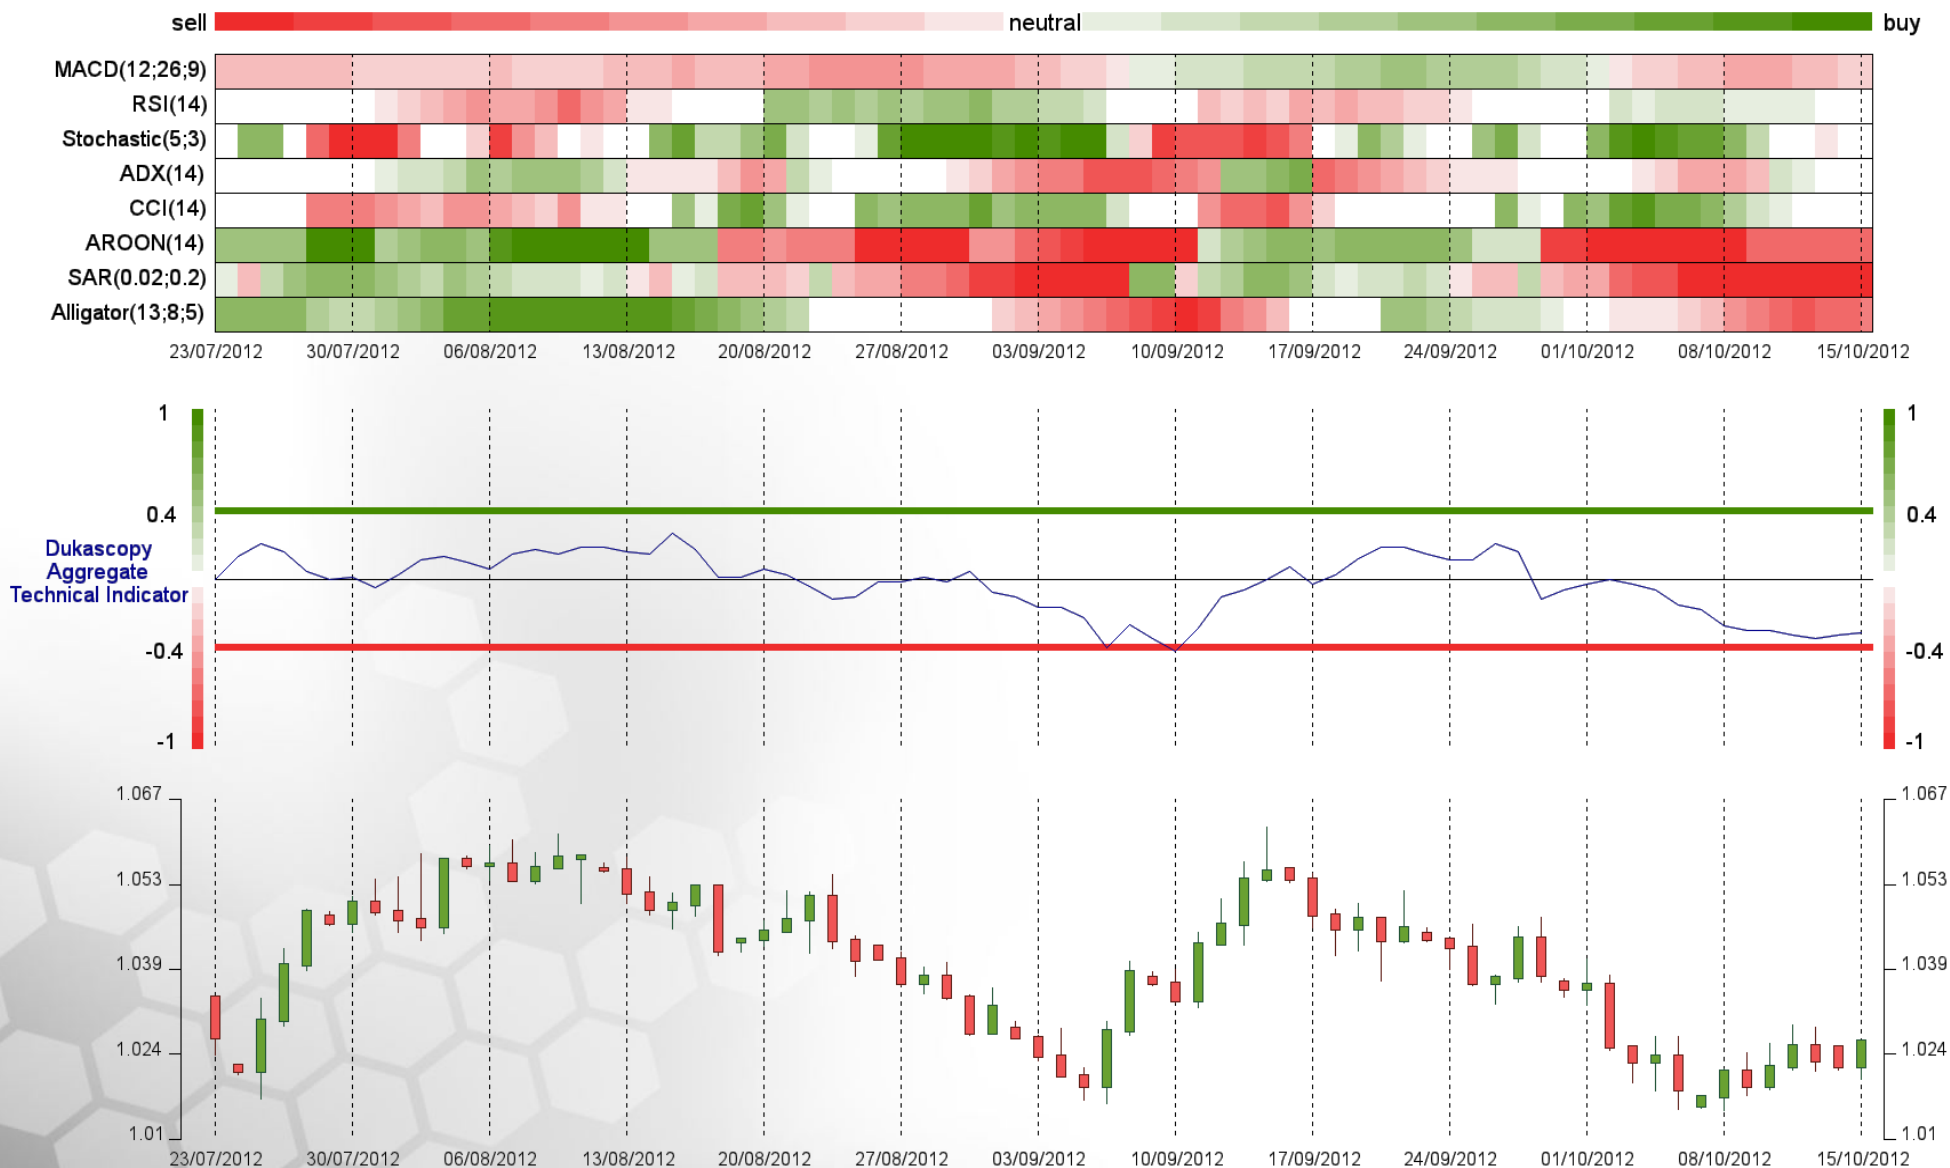 sell neutral buy
MACD(12;26;9)
RSI(14)
Stochastic(5;3)
ADX(14)
CCI(14)
AROON(14)
SAR(0.02;0.2)
Alligator(13;8;5)
23/07/2012 30/07/2012 06/08/2012 13/08/2012 20/08/2012 27/08/2012 03/09/2012 10/09/2012 17/09/2012 24/09/2012 01/10/2012 08/10/2012 15/10/2012
1 1
0.4 0.4
Dukascopy
Aggregate
Technical Indicator
-0.4 -0.4
-1 -1
1.067 1.067
1.053 1.053
1.039 1.039
1.024 1.024
1.01 1.01
23/07/2012 30/07/2012 06/08/2012 13/08/2012 20/08/2012 27/08/2012 03/09/2012 10/09/2012 17/09/2012 24/09/2012 01/10/2012 08/10/2012 15/10/2012